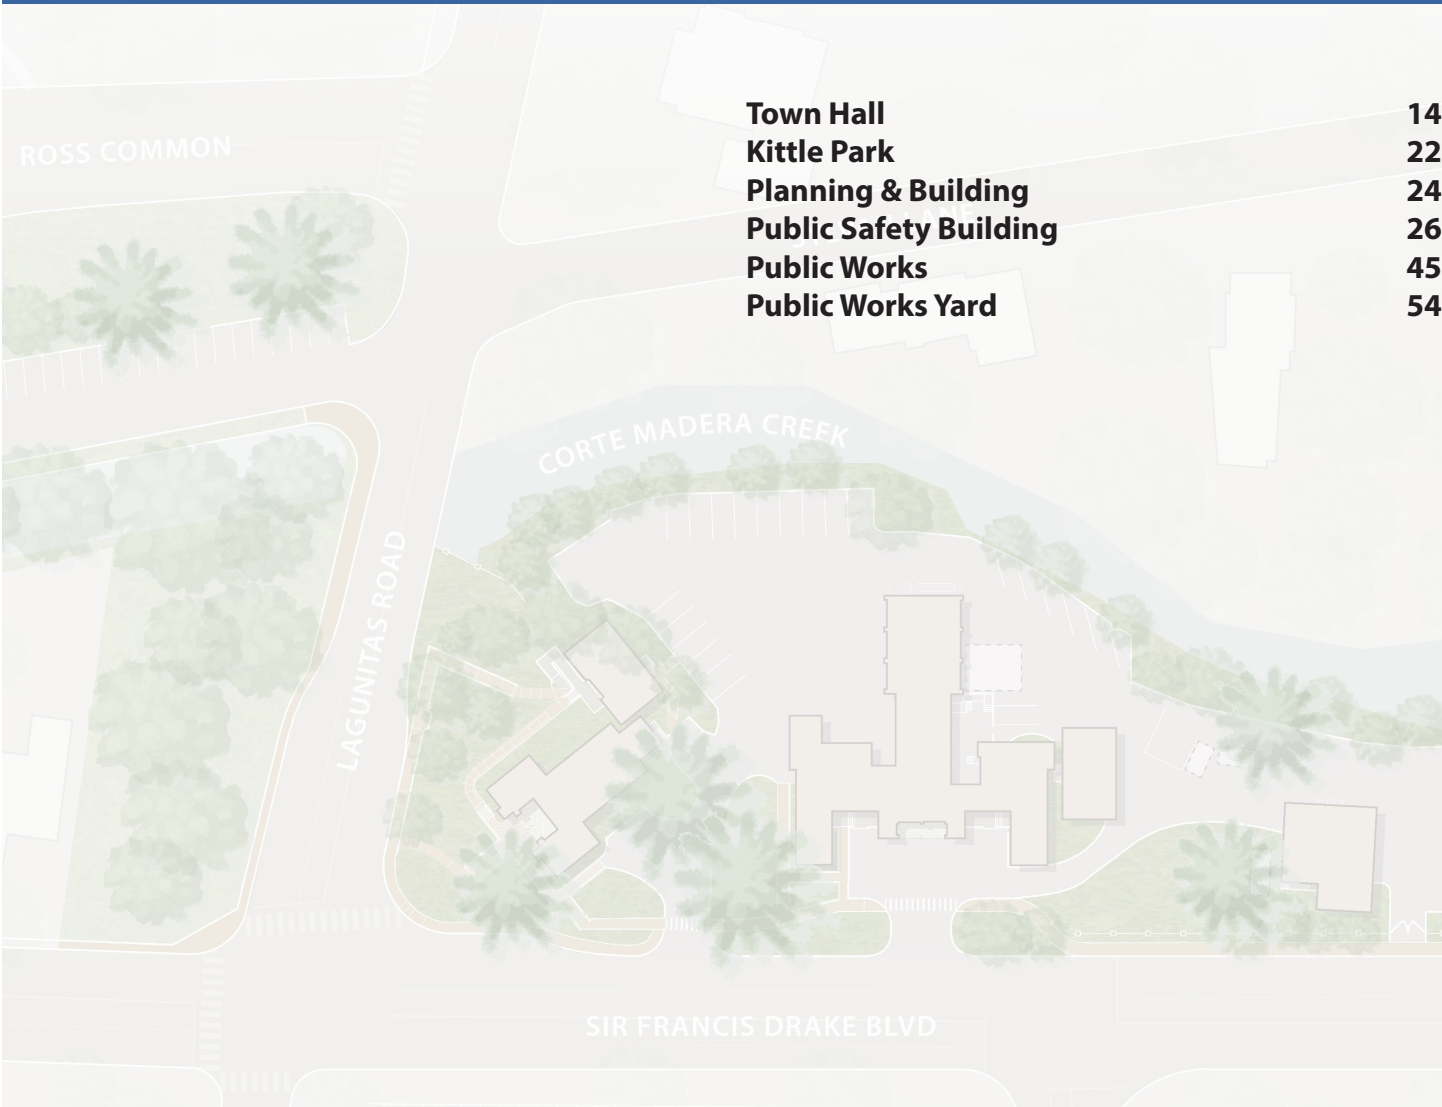 Town Hall 14
ROSS COMMON
Kittle Park 22
Planning & Building 24
LANE
Public Safety Building 26
Public Works 45
Public Works Yard 54
CORTE MADERA CREEK
LAGUNITAS ROAD
SIR FRANCIS DRAKE BLVD